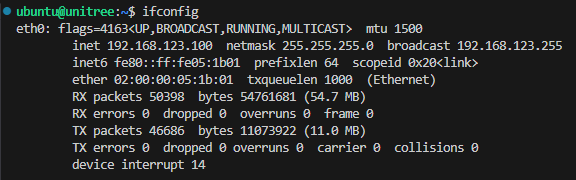 ubuntu@unitree:~$ ifconfig
eth0: flags=4163<UP,BROADCAST,RUNNING,MULTICAST>  mtu 1500
        inet 192.168.123.100  netmask 255.255.255.0  broadcast 192.168.123.255
        inet6 fe80::ff:fe05:1b01  prefixlen 64  scopeid 0x20<link>
        ether 02:00:00:05:1b:01  txqueuelen 1000  (Ethernet)
        RX packets 50398  bytes 54761681 (54.7 MB)
        RX errors 0  dropped 0  overruns 0  frame 0
        TX packets 46686  bytes 11073922 (11.0 MB)
        TX errors 0  dropped 0 overruns 0  carrier 0  collisions 0
        device interrupt 14